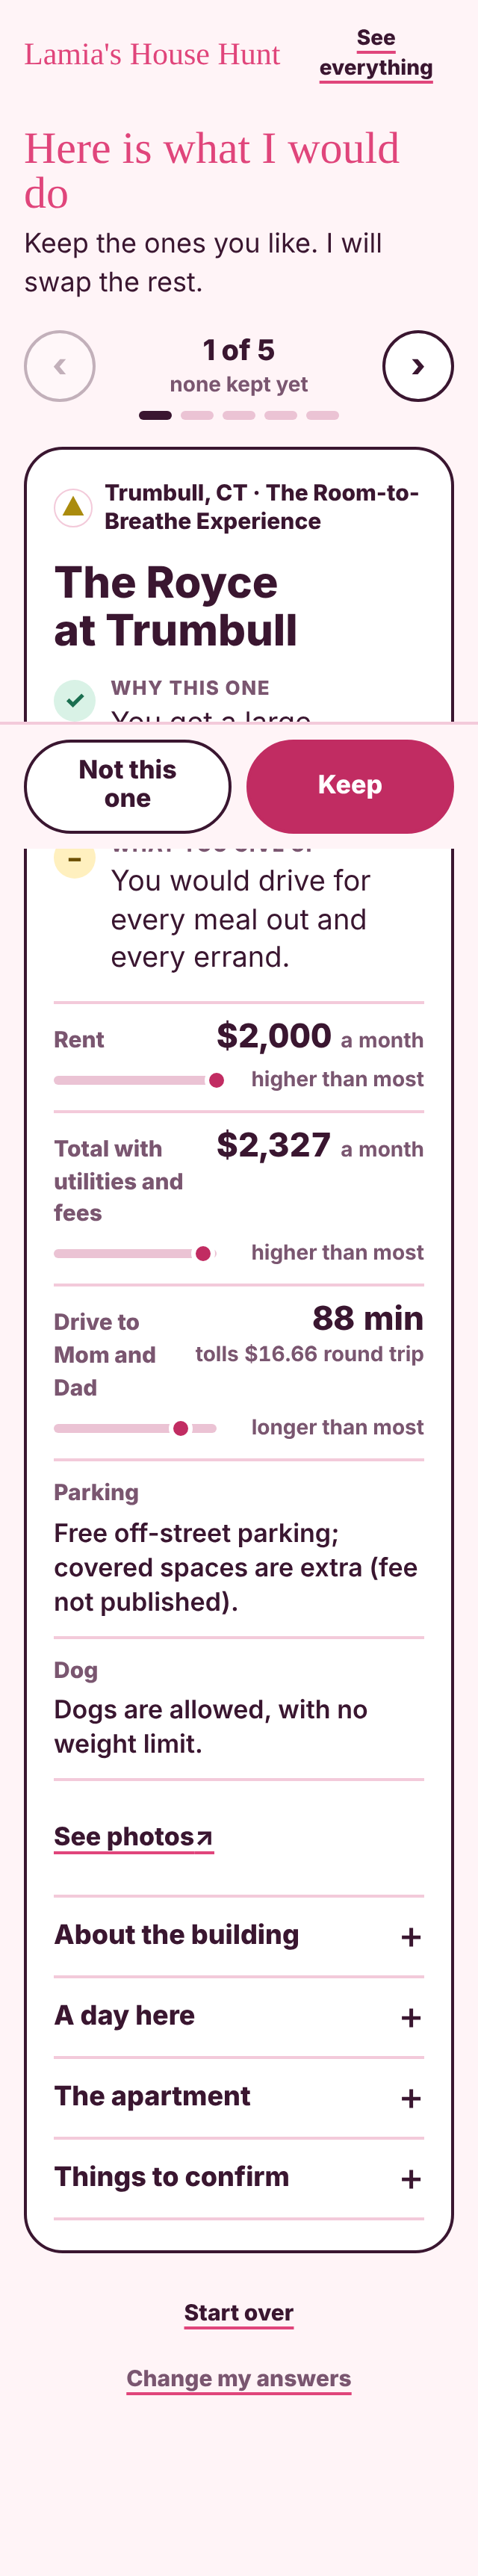 Lamia's House Hunt
See
everything
Here is what I would
do
Keep the ones you like. I will
swap the rest.
‹
1 of 5
none kept yet
›
Trumbull, CT · The Room-to-
Breathe Experience
The Royce
at Trumbull
WHY THIS ONE
You get a large
Not this
one
Keep
You would drive for
every meal out and
every errand.
Rent
$2,000 a month
higher than most
Total with
utilities and
fees
$2,327 a month
higher than most
Drive to
Mom and
Dad
88 min
tolls $16.66 round trip
longer than most
Parking
Free off-street parking;
covered spaces are extra (fee
not published).
Dog
Dogs are allowed, with no
weight limit.
See photos↗
About the building +
A day here +
The apartment +
Things to confirm +
Start over
Change my answers